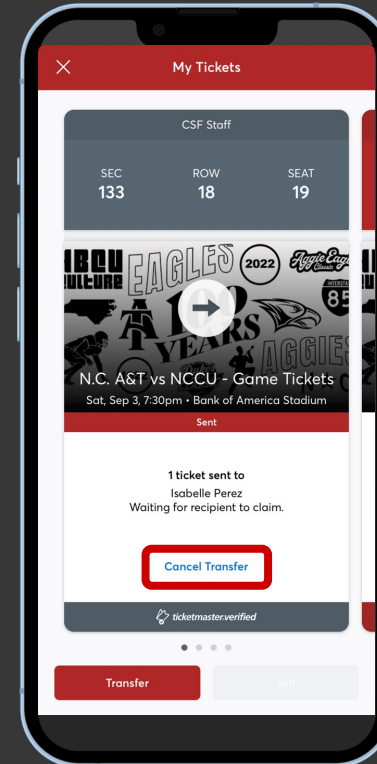 My Tickets
CSF Staff
SEC ROW SEAT
133 18 19
EAGLES 2022 Aggie Eagle
Classic
85
A&T 100
YEARS
AGGIE
N.C. A&T vs NCCU - Game Tickets
Sat, Sep 3, 7:30pm • Bank of America Stadium
Sent
1 ticket sent to
Isabelle Perez
Waiting for recipient to claim.
Cancel Transfer
ticketmaster.verified
Transfer Sell